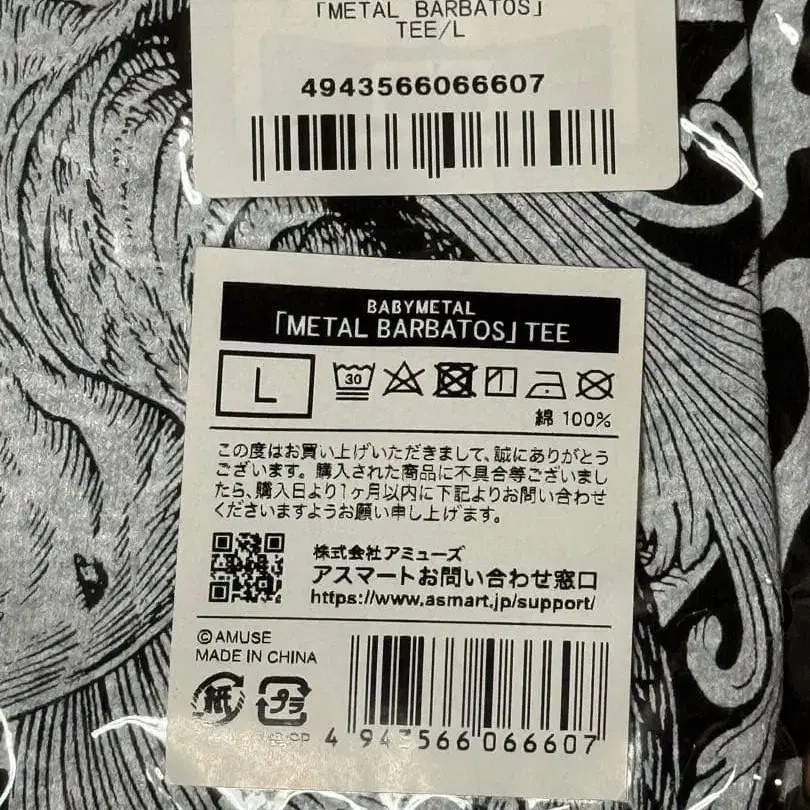 「METAL BARBATOS」
TEE/L
4943566066607
BABYMETAL
「METAL BARBATOS」TEE
L
30
綿 100%
この度はお買い上げいただきまして、誠にありがとう
ございます。購入された商品に不具合等ございまし
たら、購入日より1ヶ月以内に下記よりお問い合わせ
くださいますようお願い申し上げます。
株式会社アミューズ
アスマートお問い合わせ窓口
https://www.asmart.jp/support/
©AMUSE
MADE IN CHINA
紙
プラ
4 943566 066607